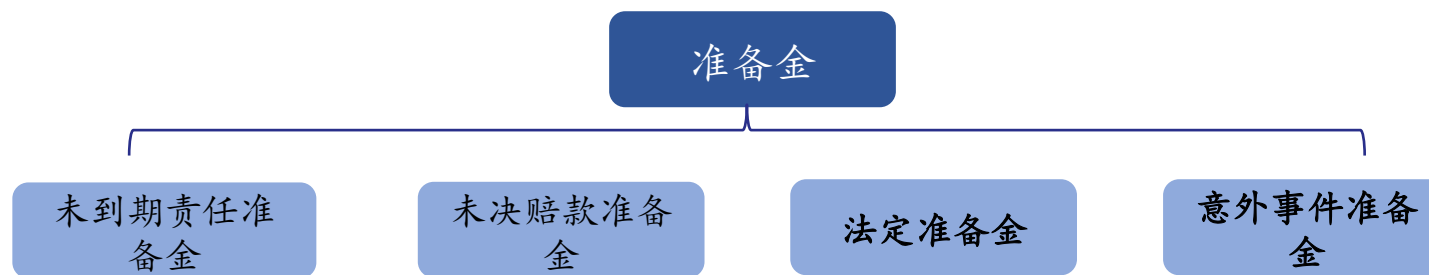 准备金
未到期责任准
备金
未决赔款准备
金
法定准备金
意外事件准备
金